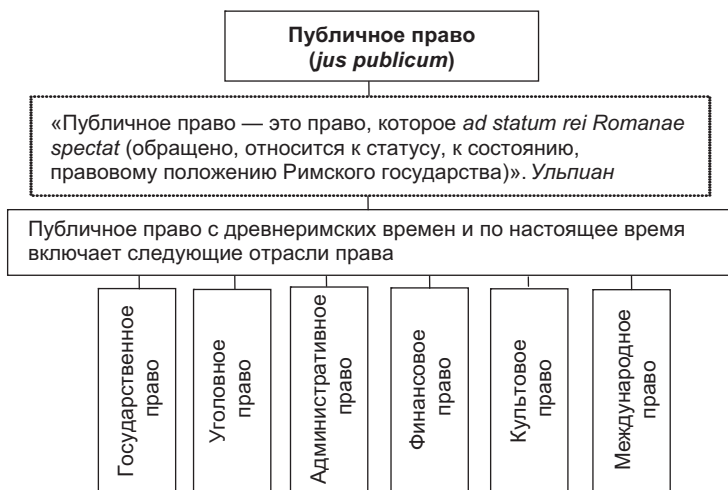 Публичное право
(jus publicum)
«Публичное право — это право, которое ad statum rei Romanae
spectat (обращено, относится к статусу, к состоянию,
правовому положению Римского государства)». Ульпиан
Публичное право с древнеримских времен и по настоящее время
включает следующие отрасли права
Государственное
право
Уголовное
право
Административное
право
Финансовое
право
Культовое
право
Международное
право